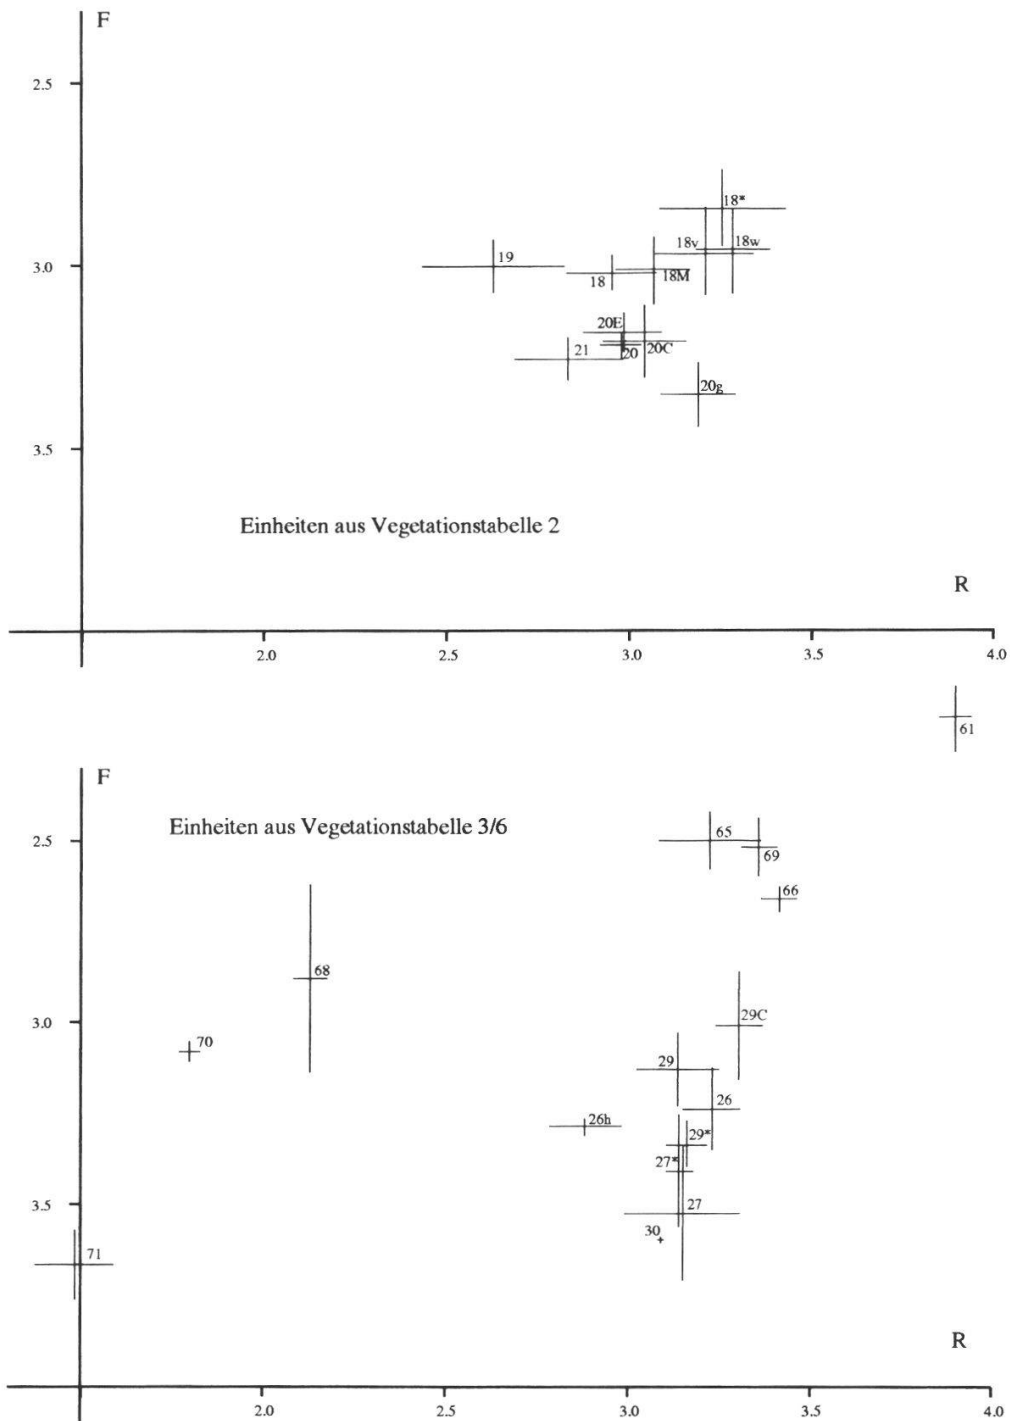 F
2.5
18*
18v
18w
19
3.0
18
18M
20E
20
20C
21
20g
3.5
Einheiten aus Vegetationstabelle 2
R
2.0
2.5
3.0
3.5
4.0
61
F
Einheiten aus Vegetationstabelle 3/6
65
2.5
69
66
68
29C
3.0
70
29
26
26h
29*
27*
27
3.5
30
71
R
2.0
2.5
3.0
3.5
4.0